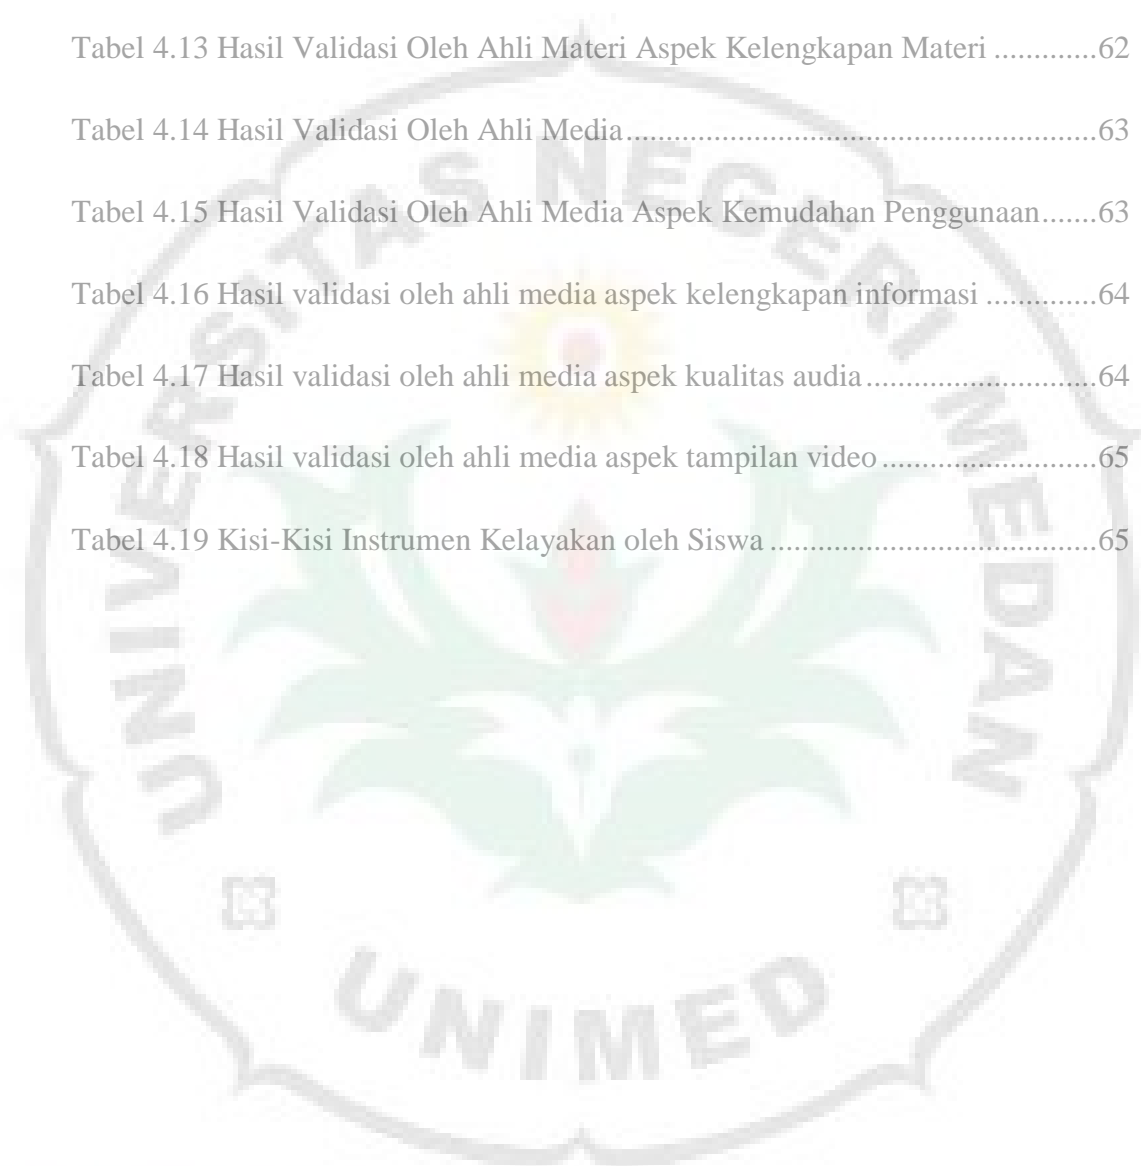 Tabel 4.13 Hasil Validasi Oleh Ahli Materi Aspek Kelengkapan Materi .............62
Tabel 4.14 Hasil Validasi Oleh Ahli Media...........................................................63
Tabel 4.15 Hasil Validasi Oleh Ahli Media Aspek Kemudahan Penggunaan.......63
Tabel 4.16 Hasil validasi oleh ahli media aspek kelengkapan informasi ..............64
Tabel 4.17 Hasil validasi oleh ahli media aspek kualitas audia.............................64
Tabel 4.18 Hasil validasi oleh ahli media aspek tampilan video...........................65
Tabel 4.19 Kisi-Kisi Instrumen Kelayakan oleh Siswa .........................................65
UNIVERSITAS NEGERI MEDAN
UNIMED